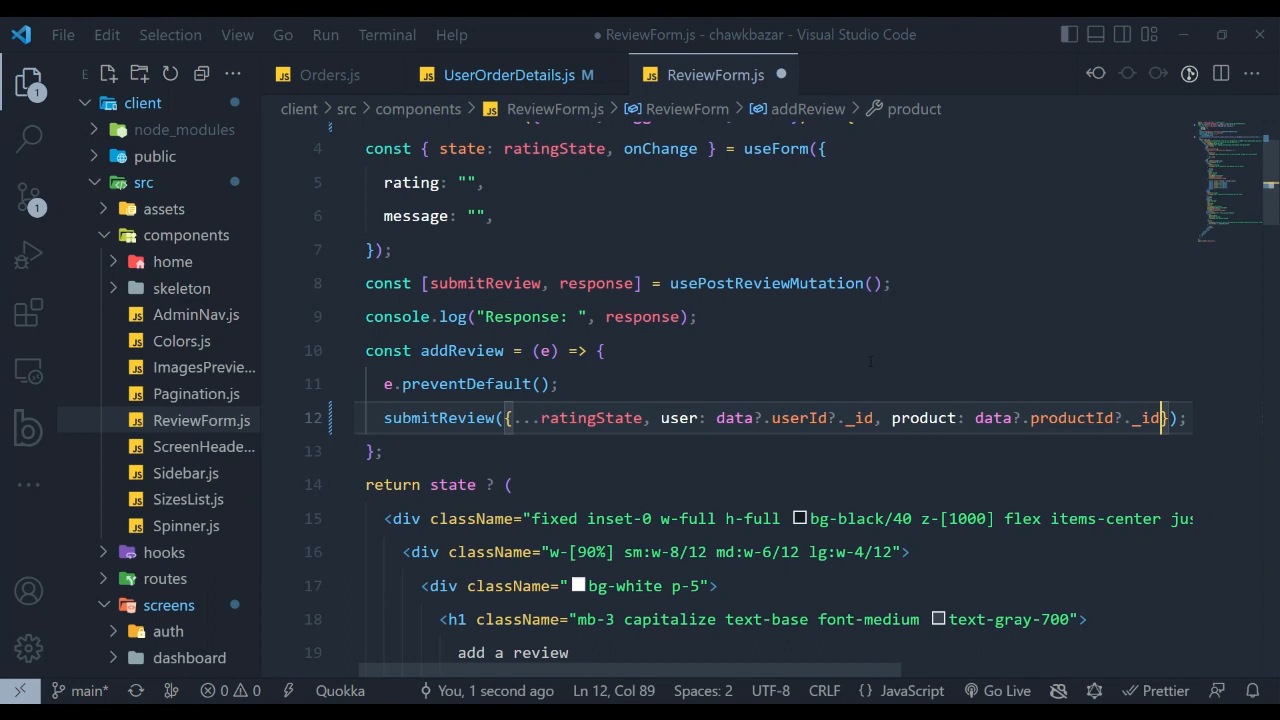 File Edit Selection View Go Run Terminal Help
● ReviewForm.js - chawkbazar - Visual Studio Code
E
Orders.js
UserOrderDetails.js M
ReviewForm.js
client > src > components > ReviewForm.js > ReviewForm > addReview > product
client
node_modules
public
src
assets
components
home
skeleton
AdminNav.js
Colors.js
ImagesPrevie...
Pagination.js
ReviewForm.js
ScreenHeade...
Sidebar.js
SizesList.js
Spinner.js
hooks
routes
screens
auth
dashboard
1
1
4 const { state: ratingState, onChange } = useForm({
5 rating: "",
6 message: "",
7 });
8 const [submitReview, response] = usePostReviewMutation();
9 console.log("Response: ", response);
10 const addReview = (e) => {
11 e.preventDefault();
12 submitReview({...ratingState, user: data?.userId?._id, product: data?.productId?._id});
13 };
14 return state ? (
15 <div className="fixed inset-0 w-full h-full bg-black/40 z-[1000] flex items-center jus
16 <div className="w-[90%] sm:w-8/12 md:w-6/12 lg:w-4/12">
17 <div className="bg-white p-5">
18 <h1 className="mb-3 capitalize text-base font-medium text-gray-700">
19 add a review
main* 0 0 Quokka You, 1 second ago Ln 12, Col 89 Spaces: 2 UTF-8 CRLF {} JavaScript Go Live Prettier